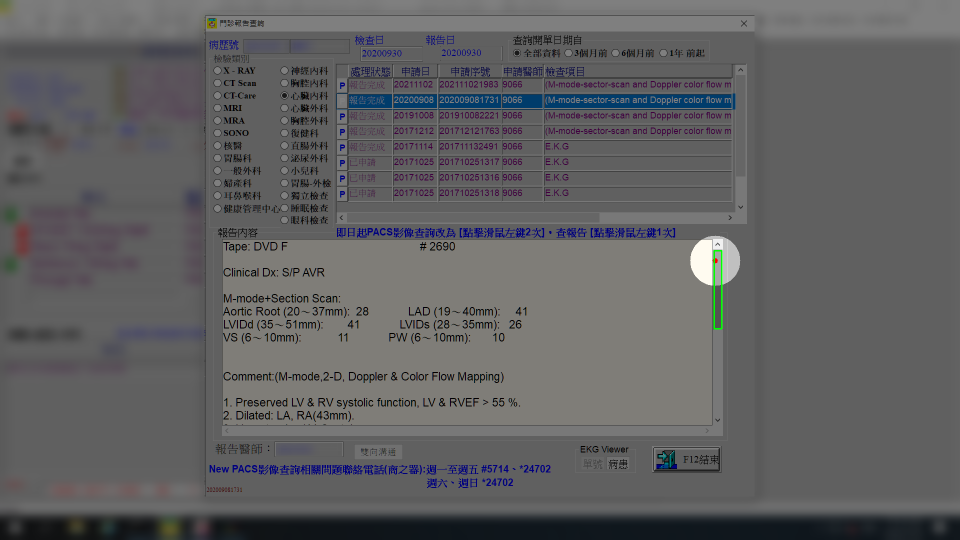 門診報告查詢
病歷號
檢查日 報告日
20200930 20200930
查詢開單日期自
全部資料 3個月前 6個月前 1年 前起
檢驗類別
X - RAY 神經內科
CT Scan 胸腔內科
CT-Care 心臟內科
MRI 心臟外科
MRA 胸腔外科
SONO 復健科
核醫 直腸外科
胃腸科 泌尿外科
一般外科 小兒科
婦產科 胃腸-外檢
耳鼻喉科 獨立檢查
健康管理中心 睡眠檢查
眼科檢查
處理狀態 申請日 申請序號 申請醫師 檢查項目
P 報告完成 20211102 202111021983 9066 (M-mode-sector-scan and Doppler color flow m
報告完成 20200908 202009081731 9066 (M-mode-sector-scan and Doppler color flow m
P 報告完成 20191008 201910082221 9066 (M-mode-sector-scan and Doppler color flow m
P 報告完成 20171212 201712121763 9066 (M-mode-sector-scan and Doppler color flow m
P 報告完成 20171114 201711132491 9066 E.K.G
P 已申請 20171025 201710251317 9066 E.K.G
P 已申請 20171025 201710251316 9066 E.K.G
P 已申請 20171025 201710251318 9066 E.K.G
報告內容
即日起PACS影像查詢改為 [點擊滑鼠左鍵2次]，查報告 [點擊滑鼠左鍵1次]
Tape: DVD F # 2690
Clinical Dx: S/P AVR
M-mode+Section Scan:
Aortic Root (20～37mm): 28 LAD (19～40mm): 41
LVIDd (35～51mm): 41 LVIDs (28～35mm): 26
VS (6～10mm): 11 PW (6～10mm): 10
Comment:(M-mode,2-D, Doppler & Color Flow Mapping)
1. Preserved LV & RV systolic function, LV & RVEF > 55 %.
2. Dilated: LA, RA(43mm).
報告醫師：
雙向溝通
EKG Viewer
單號 病患
F12結束
New PACS影像查詢相關問題聯絡電話(商之器):週一至週五 #5714、*24702
週六、週日 *24702
202009081731